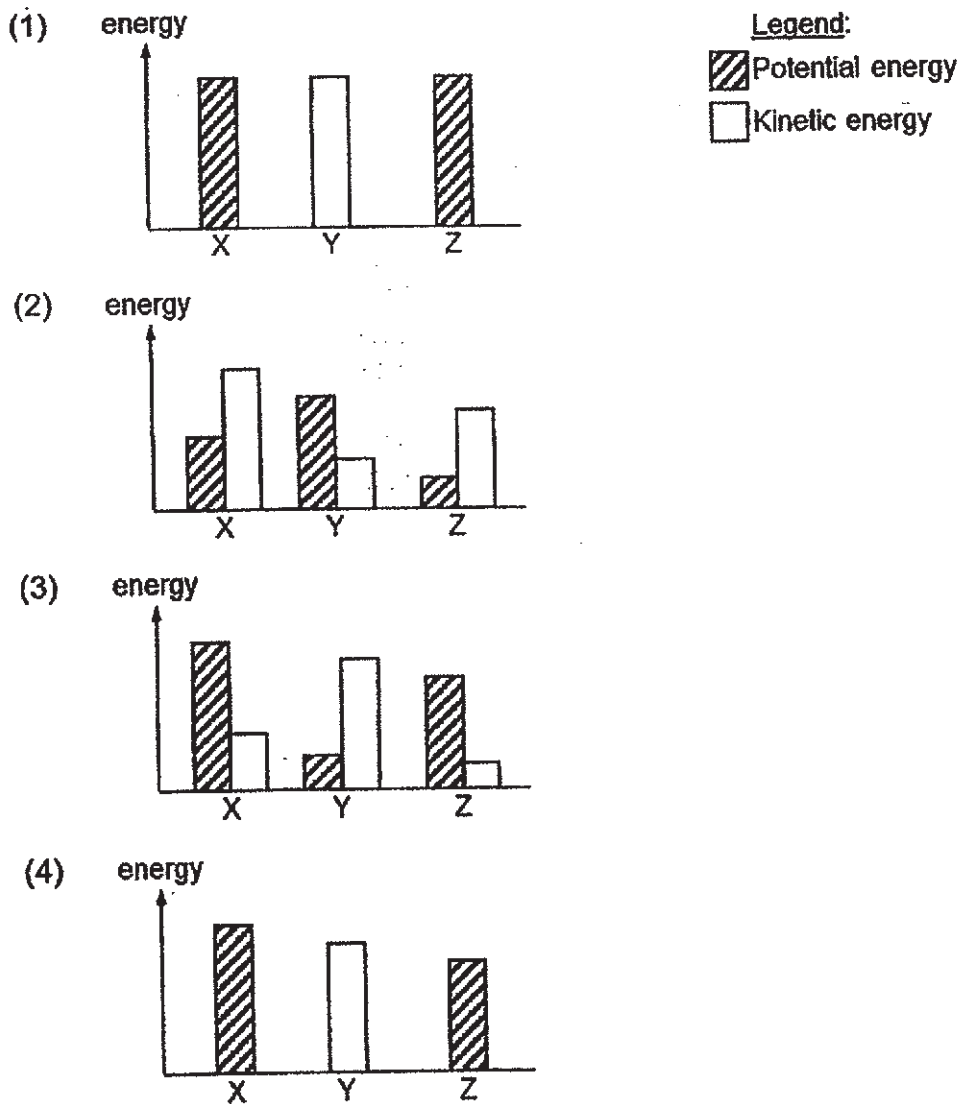 (1) energy
Legend:
Potential energy
Kinetic energy
X Y Z
(2) energy
X Y Z
(3) energy
X Y Z
(4) energy
X Y Z